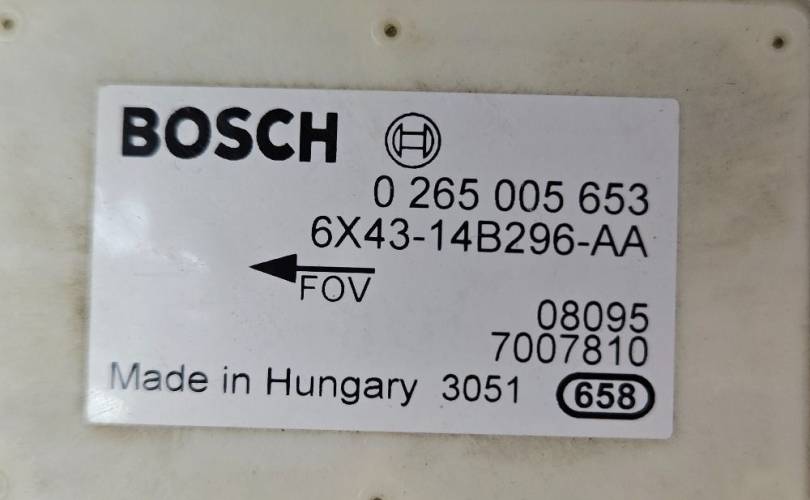 BOSCH
0 265 005 653
6X43-14B296-AA
FOV
08095
7007810
Made in Hungary 3051 658